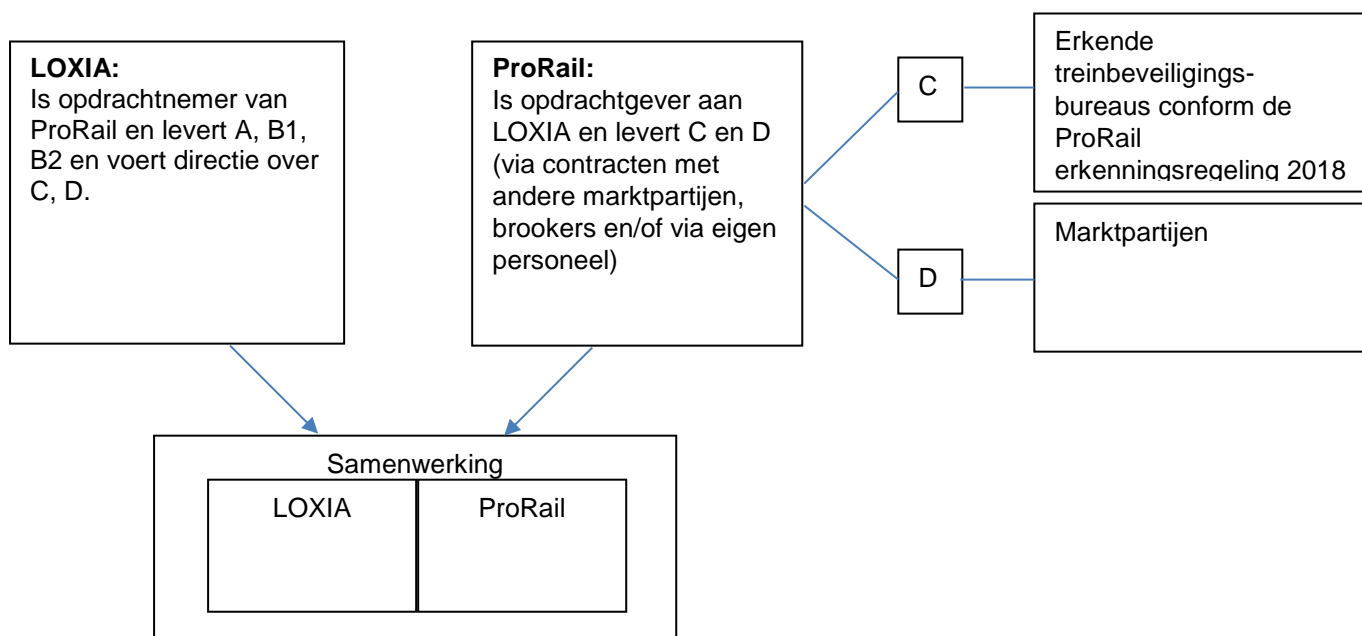 LOXIA:
Is opdrachtnemer van
ProRail en levert A, B1,
B2 en voert directie over
C, D.
ProRail:
Is opdrachtgever aan
LOXIA en levert C en D
(via contracten met
andere marktpartijen,
brookers en/of via eigen
personeel)
C
Erkende
treinbeveiligings-
bureaus conform de
ProRail
erkenningsregeling 2018
D
Marktpartijen
Samenwerking
LOXIA
ProRail